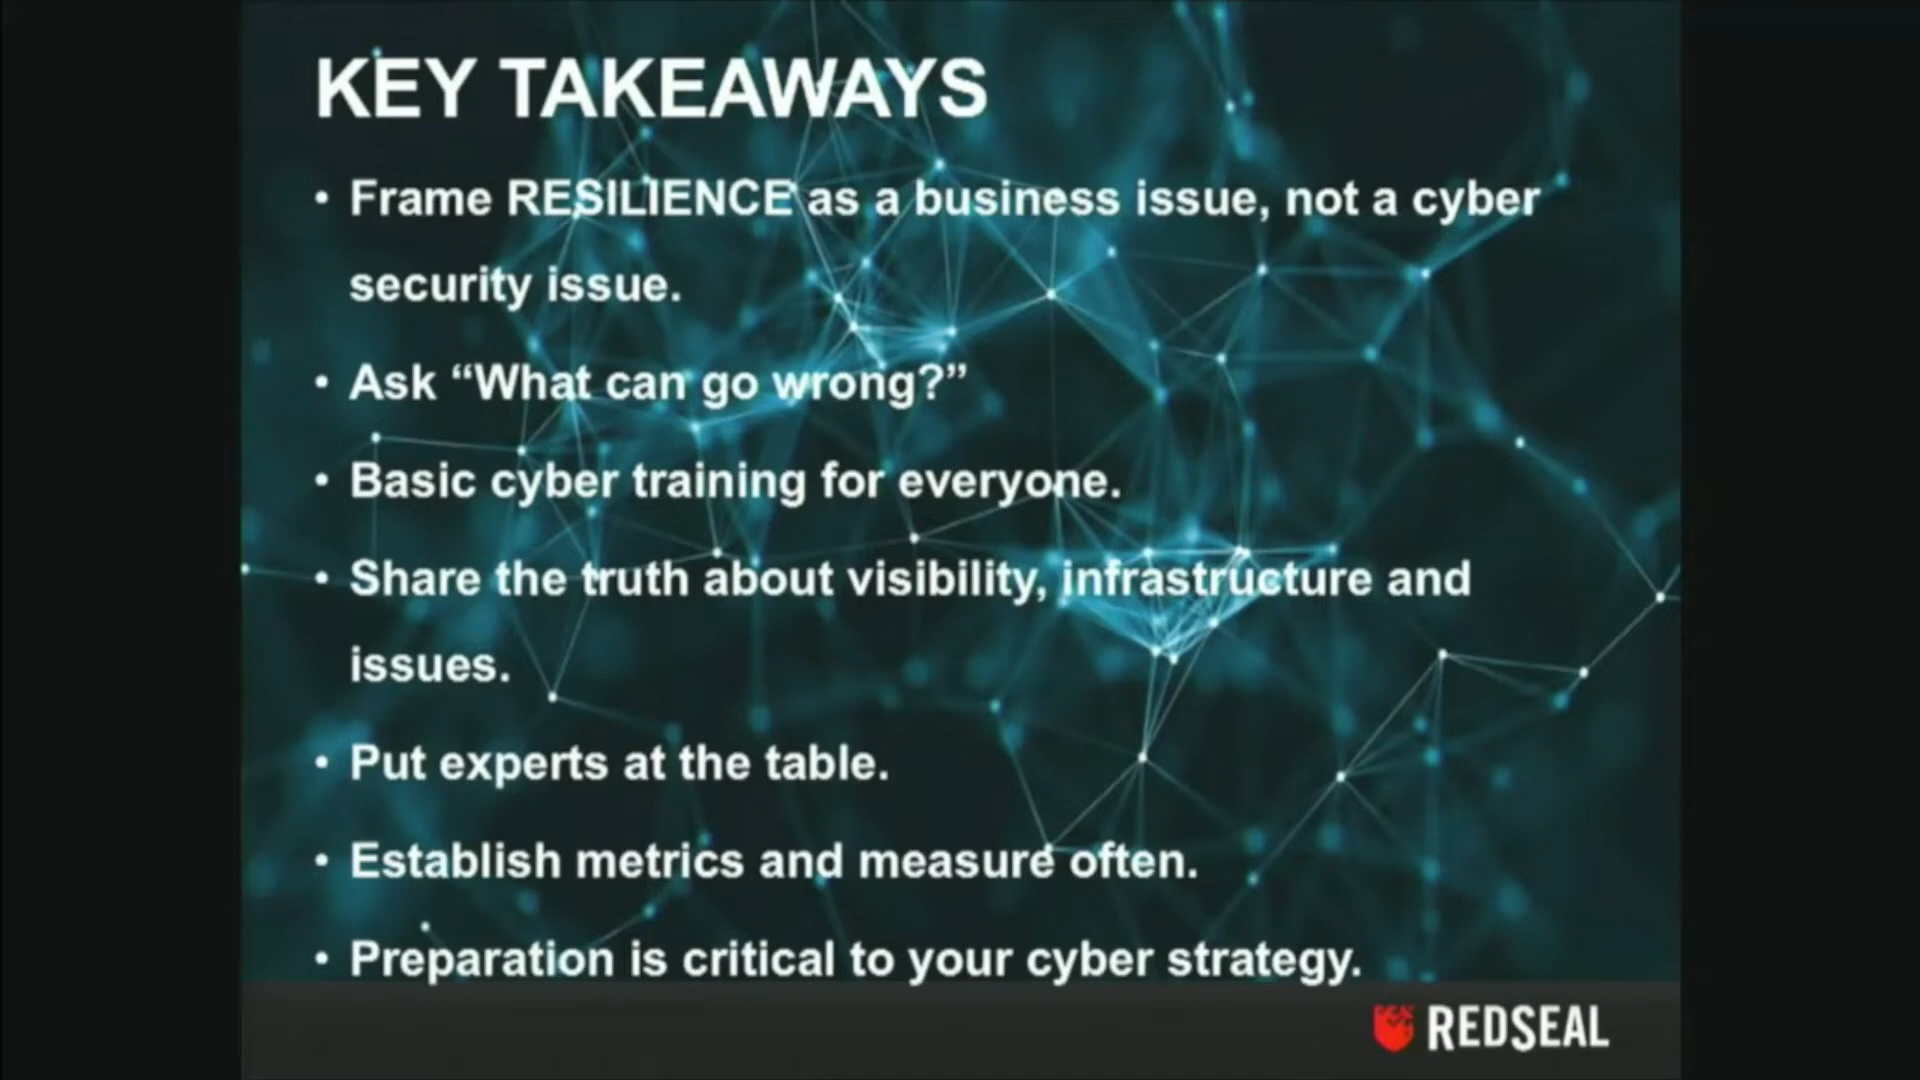 KEY TAKEAWAYS
• Frame RESILIENCE as a business issue, not a cyber
security issue.
• Ask “What can go wrong?”
• Basic cyber training for everyone.
• Share the truth about visibility, infrastructure and
issues.
• Put experts at the table.
• Establish metrics and measure often.
• Preparation is critical to your cyber strategy.
REDSEAL